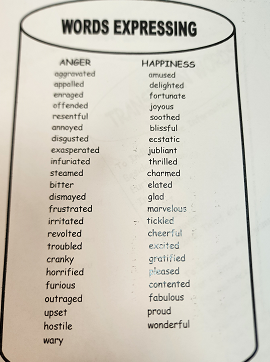 WORDS EXPRESSING
ANGER HAPPINESS
aggravated amused
appalled delighted
enraged fortunate
offended joyous
resentful soothed
annoyed blissful
disgusted ecstatic
exasperated jubliant
infuriated thrilled
steamed charmed
bitter elated
dismayed glad
frustrated marvelous
irritated tickled
revolted cheerful
troubled excited
cranky gratified
horrified pleased
furious contented
outraged fabulous
upset proud
hostile wonderful
wary